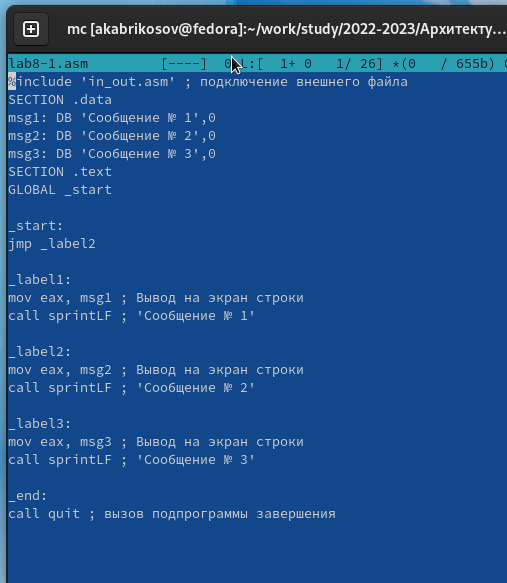 mc [akabrikosov@fedora]:~/work/study/2022-2023/Архитекту...
lab8-1.asm [----] 0 L:[ 1+ 0 1/ 26] *(0 / 655b)
%include 'in_out.asm' ; подключение внешнего файла
SECTION .data
msg1: DB 'Сообщение № 1',0
msg2: DB 'Сообщение № 2',0
msg3: DB 'Сообщение № 3',0
SECTION .text
GLOBAL _start
_start:
jmp _label2
_label1:
mov eax, msg1 ; Вывод на экран строки
call sprintLF ; 'Сообщение № 1'
_label2:
mov eax, msg2 ; Вывод на экран строки
call sprintLF ; 'Сообщение № 2'
_label3:
mov eax, msg3 ; Вывод на экран строки
call sprintLF ; 'Сообщение № 3'
_end:
call quit ; вызов подпрограммы завершения